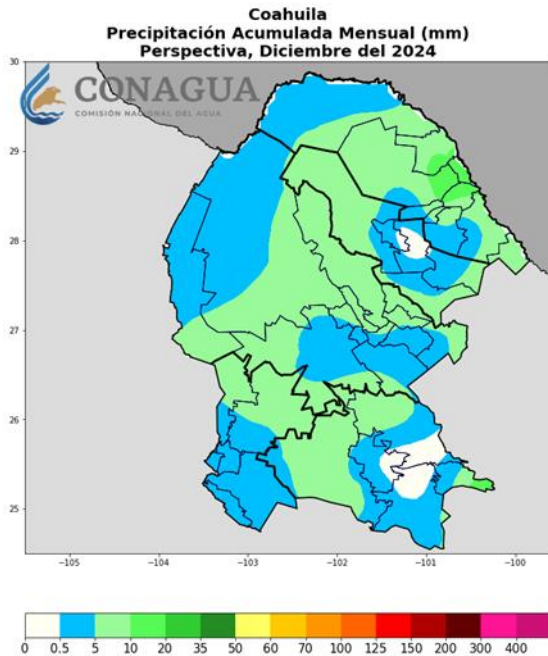 Coahuila
Precipitación Acumulada Mensual (mm)
Perspectiva, Diciembre del 2024
CONAGUA
COMISIÓN NACIONAL DEL AGUA
30
29
28
27
26
25
−105 −104 −103 −102 −101 −100
0 0.5 5 10 20 35 50 60 70 100 125 150 200 300 400